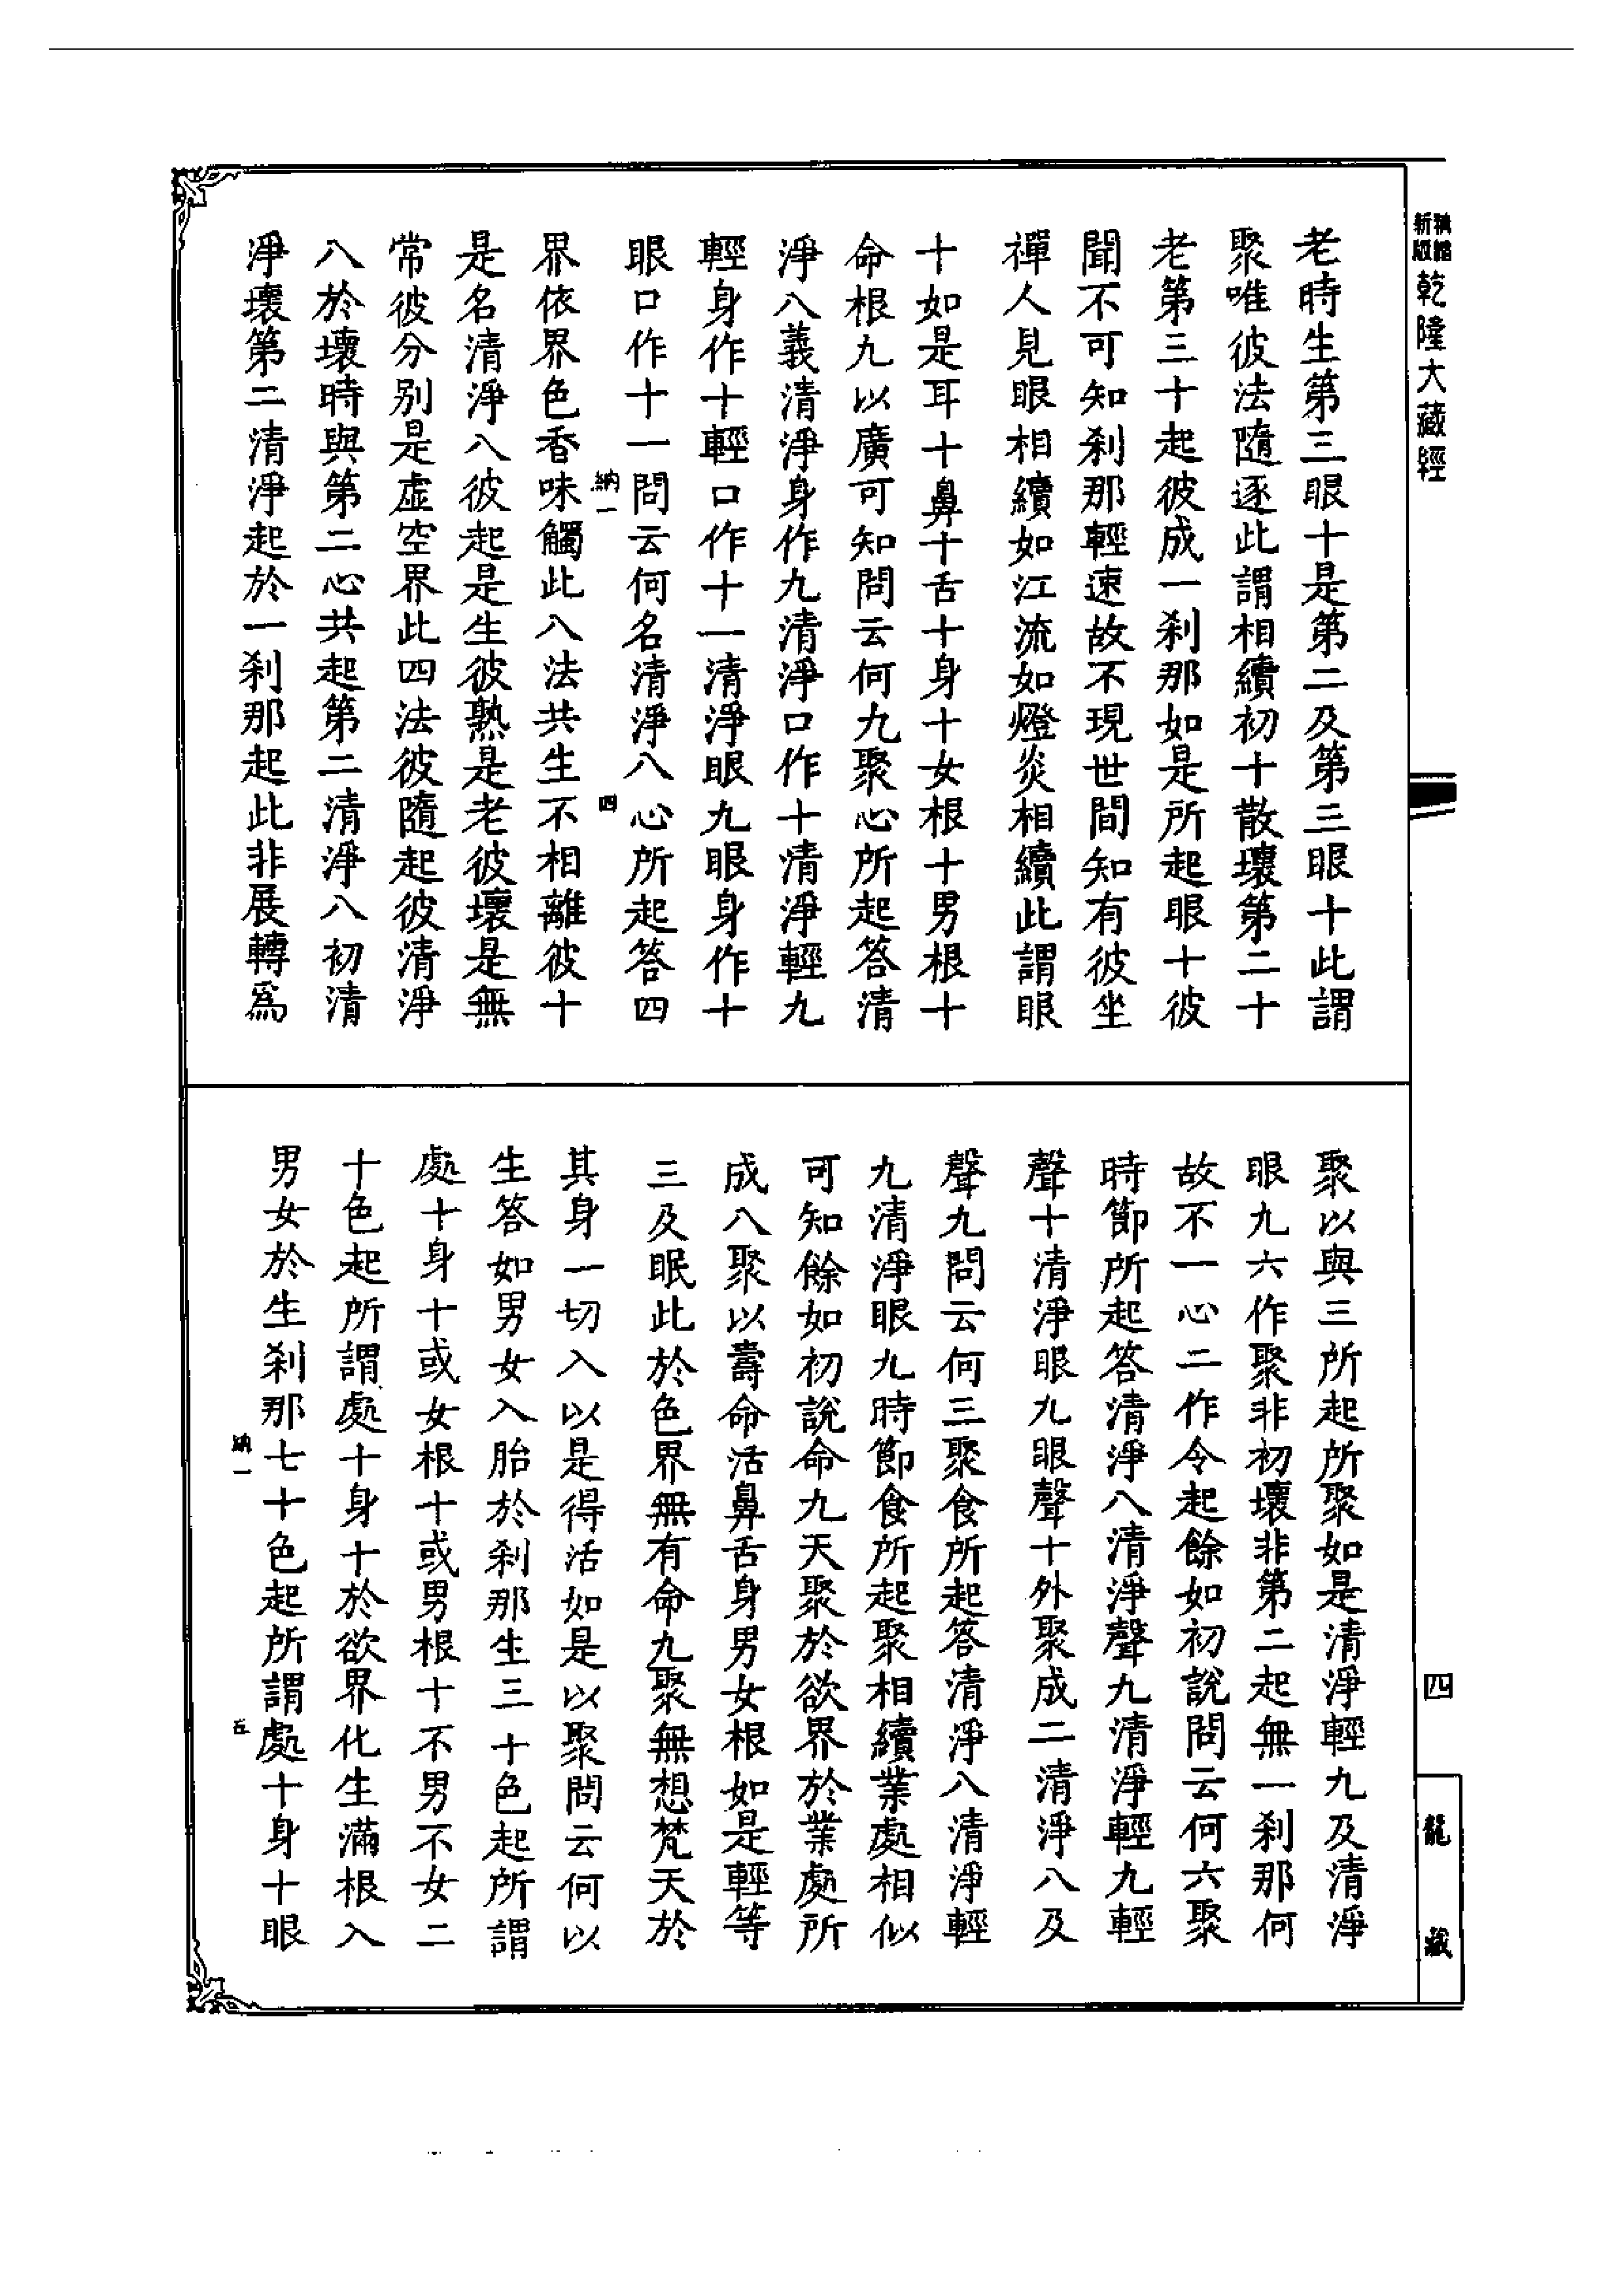 新版
乾隆大藏經
老時生第三眼十是第二及第三眼十此謂
聚唯彼法隨逐此謂相續初十散壞第二十
老第三十起彼成一刹那如是所起眼十彼
聞不可知刹那輕速故不現世間知有彼坐
禪人見眼相續如江流如燈炎相續此謂眼
十如是耳十鼻十舌十身十女根十男根十
命根九以廣可知問云何九聚心所起答清
淨八義清淨身作九清淨口作十清淨輕九
輕身作十輕口作十一清淨眼九眼身作十
眼口作十一問云何名清淨八心所起答四
納一
四
界依界色香味觸此八法共生不相離彼十
是名清淨八彼起是生彼熟是老彼壞是無
常彼分別是虛空界此四法彼隨起彼清淨
八於壞時與第二心共起第二清淨八初清
淨壞第二清淨起於一刹那起此非展轉為
聚以與三所起所聚如是清淨輕九及清淨
眼九六作聚非初壞非第二起無一刹那何
故不一心二作令起餘如初說問云何六聚
時節所起答清淨八清淨聲九清淨輕九輕
聲十清淨眼九眼聲十外聚成二清淨八及
聲九問云何三聚食所起答清淨八清淨輕
九清淨眼九時節食所起聚相續業處相似
可知餘如初說命九天聚於欲界於業處所
成八聚以壽命活鼻舌身男女根如是輕等
三及眠此於色界無有命九聚無想梵天於
其身一切入以是得活如是以聚問云何以
生答如男女入胎於刹那生三十色起所謂
處十身十或女根十或男根十不男不女二
十色起所謂處十身十於欲界化生滿根入
男女於生刹那七十色起所謂處十身十眼
納一
五
四
龍藏